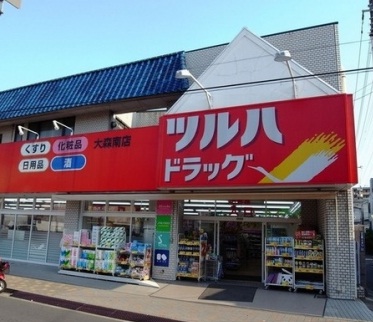 くすり 化粧品 大森南店
日用品 酒
ツルハ
ドラッグ